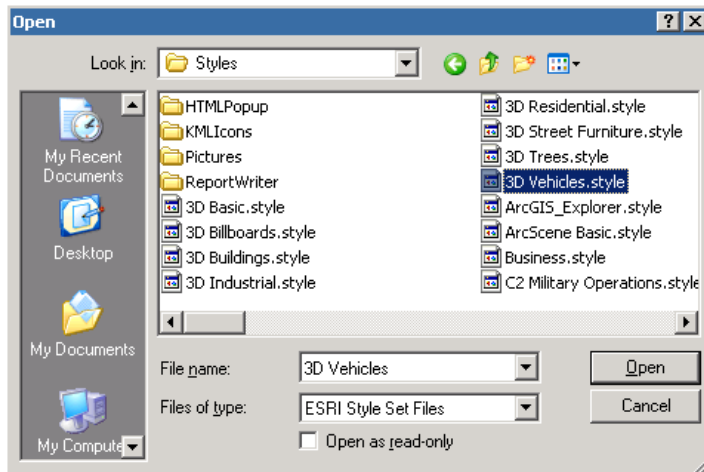 Open
Look in:
Styles
My Recent
Documents
Desktop
My Documents
My Compute
HTMLPopup
KMLIcons
Pictures
ReportWriter
3D Basic.style
3D Billboards.style
3D Buildings.style
3D Industrial.style
3D Residential.style
3D Street Furniture.style
3D Trees.style
3D Vehicles.style
ArcGIS_Explorer.style
ArcScene Basic.style
Business.style
C2 Military Operations.style
File name:
3D Vehicles
Open
Files of type:
ESRI Style Set Files
Cancel
Open as read-only